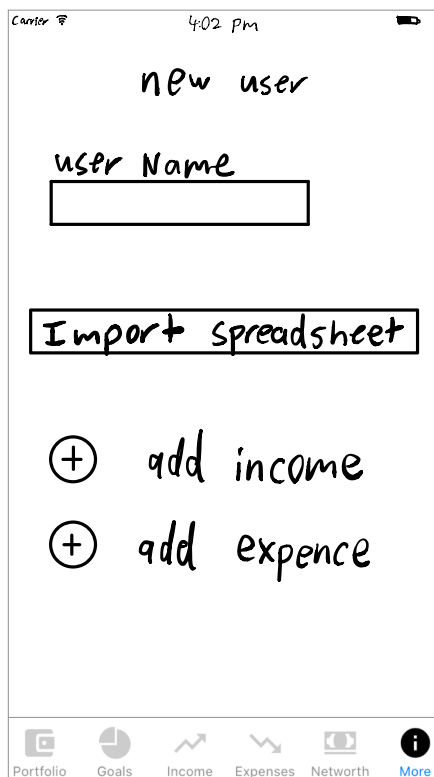 Carrier 4:02 pm
new user
user Name
Import spreadsheet
add income
add expence
Portfolio Goals Income Expenses Networth More